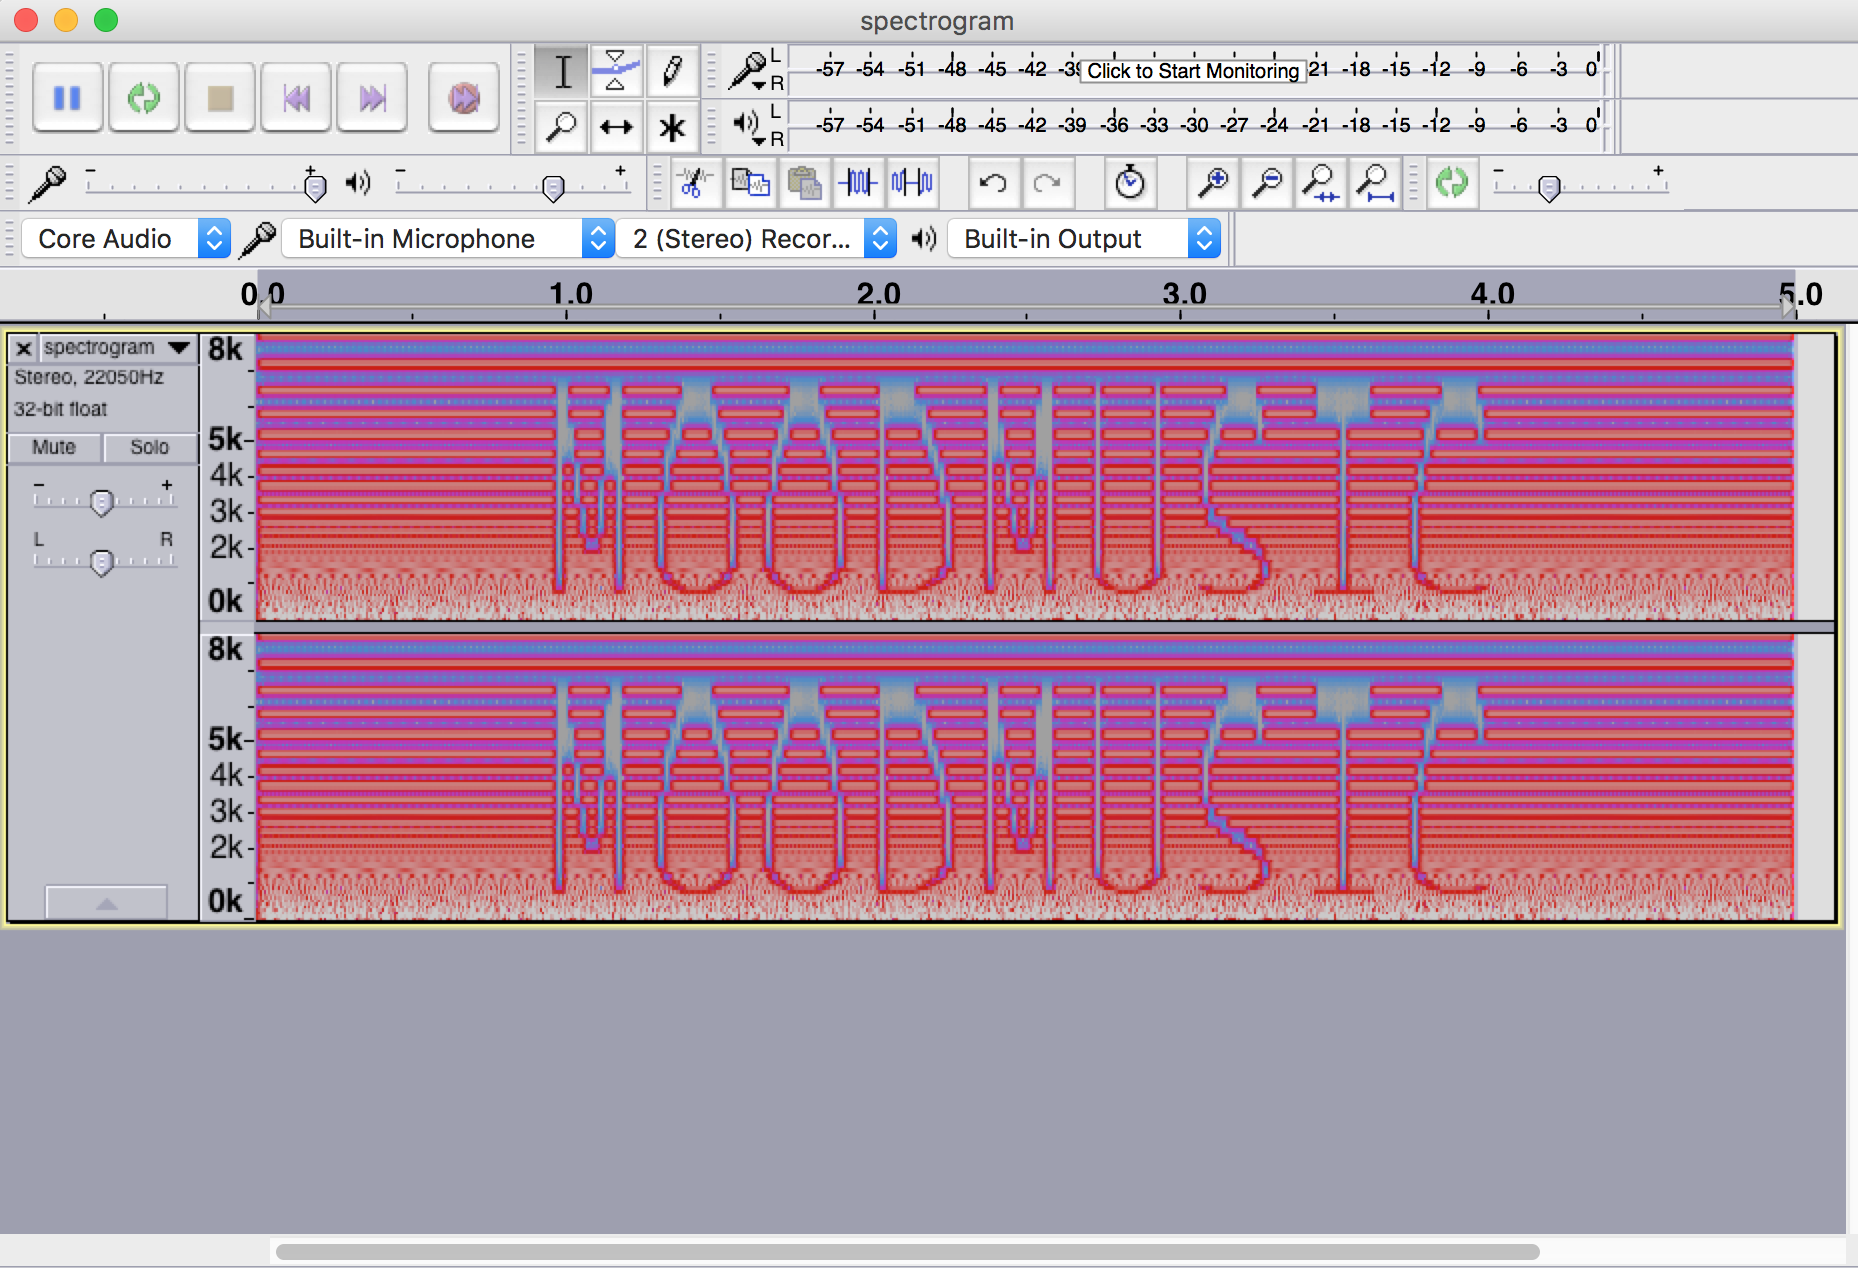 spectrogram
L
R
-57 -54 -51 -48 -45 -42 -39 Click to Start Monitoring 21 -18 -15 -12 -9 -6 -3 0
L
R
-57 -54 -51 -48 -45 -42 -39 -36 -33 -30 -27 -24 -21 -18 -15 -12 -9 -6 -3 0
- + - + - +
Core Audio Built-in Microphone 2 (Stereo) Recor... Built-in Output
0.0 1.0 2.0 3.0 4.0 5.0
x spectrogram
Stereo, 22050Hz
32-bit float
Mute Solo
- +
L R
8k
5k-
4k-
3k-
2k-
0k
MOODMUSIC
8k
5k-
4k-
3k-
2k-
0k
MOODMUSIC